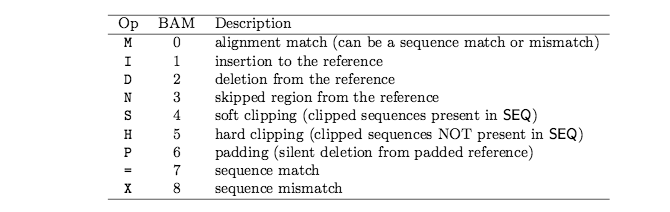 Op BAM Description
M 0 alignment match (can be a sequence match or mismatch)
I 1 insertion to the reference
D 2 deletion from the reference
N 3 skipped region from the reference
S 4 soft clipping (clipped sequences present in SEQ)
H 5 hard clipping (clipped sequences NOT present in SEQ)
P 6 padding (silent deletion from padded reference)
= 7 sequence match
X 8 sequence mismatch